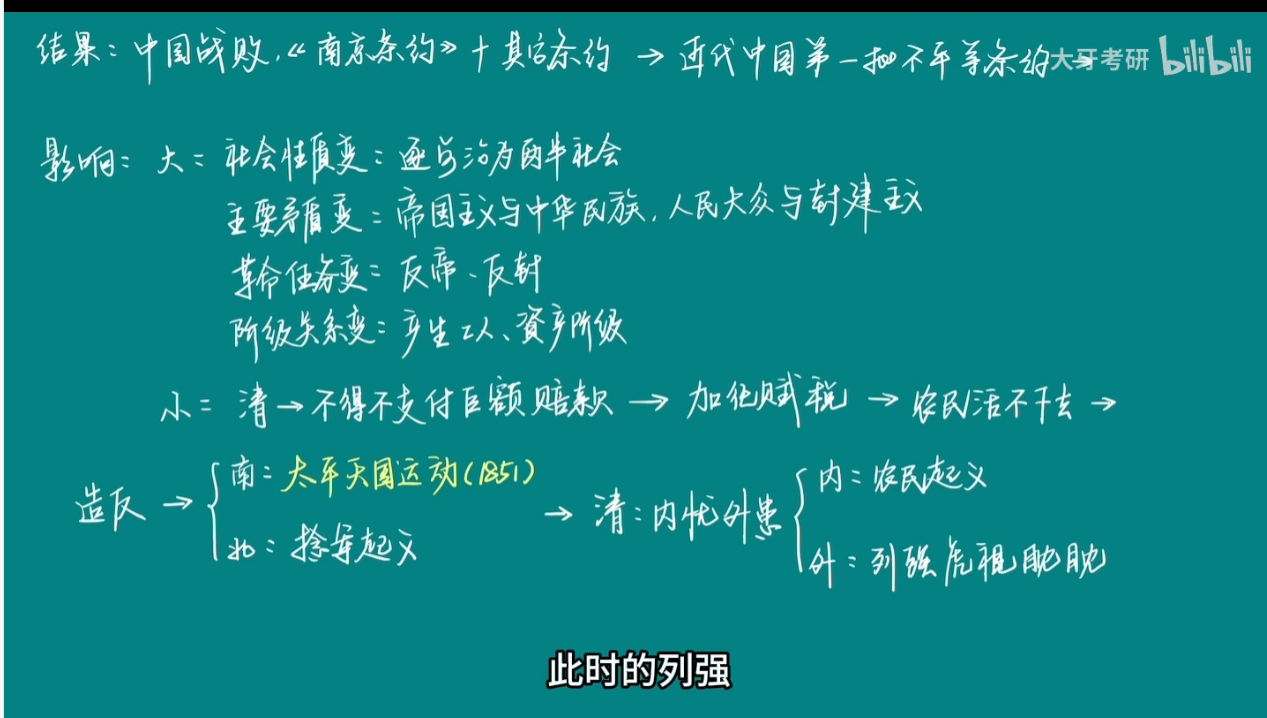 结果：中国战败，《南京条约》+其它条约 → 近代中国第一批不平等条约→
大牙考研 bilibili
影响：大：社会性质变：逐步沦为两半社会
主要矛盾变：帝国主义与中华民族，人民大众与封建主义
革命任务变：反帝、反封
阶级关系变：产生工人、资产阶级
小：清→不得不支付巨额赔款 → 加包赋税 → 农民活不下去 →
造反 → 南：太平天国运动(1851)
北：捻军起义
→ 清：内忧外患
内：农民起义
外：列强虎视眈眈
此时的列强